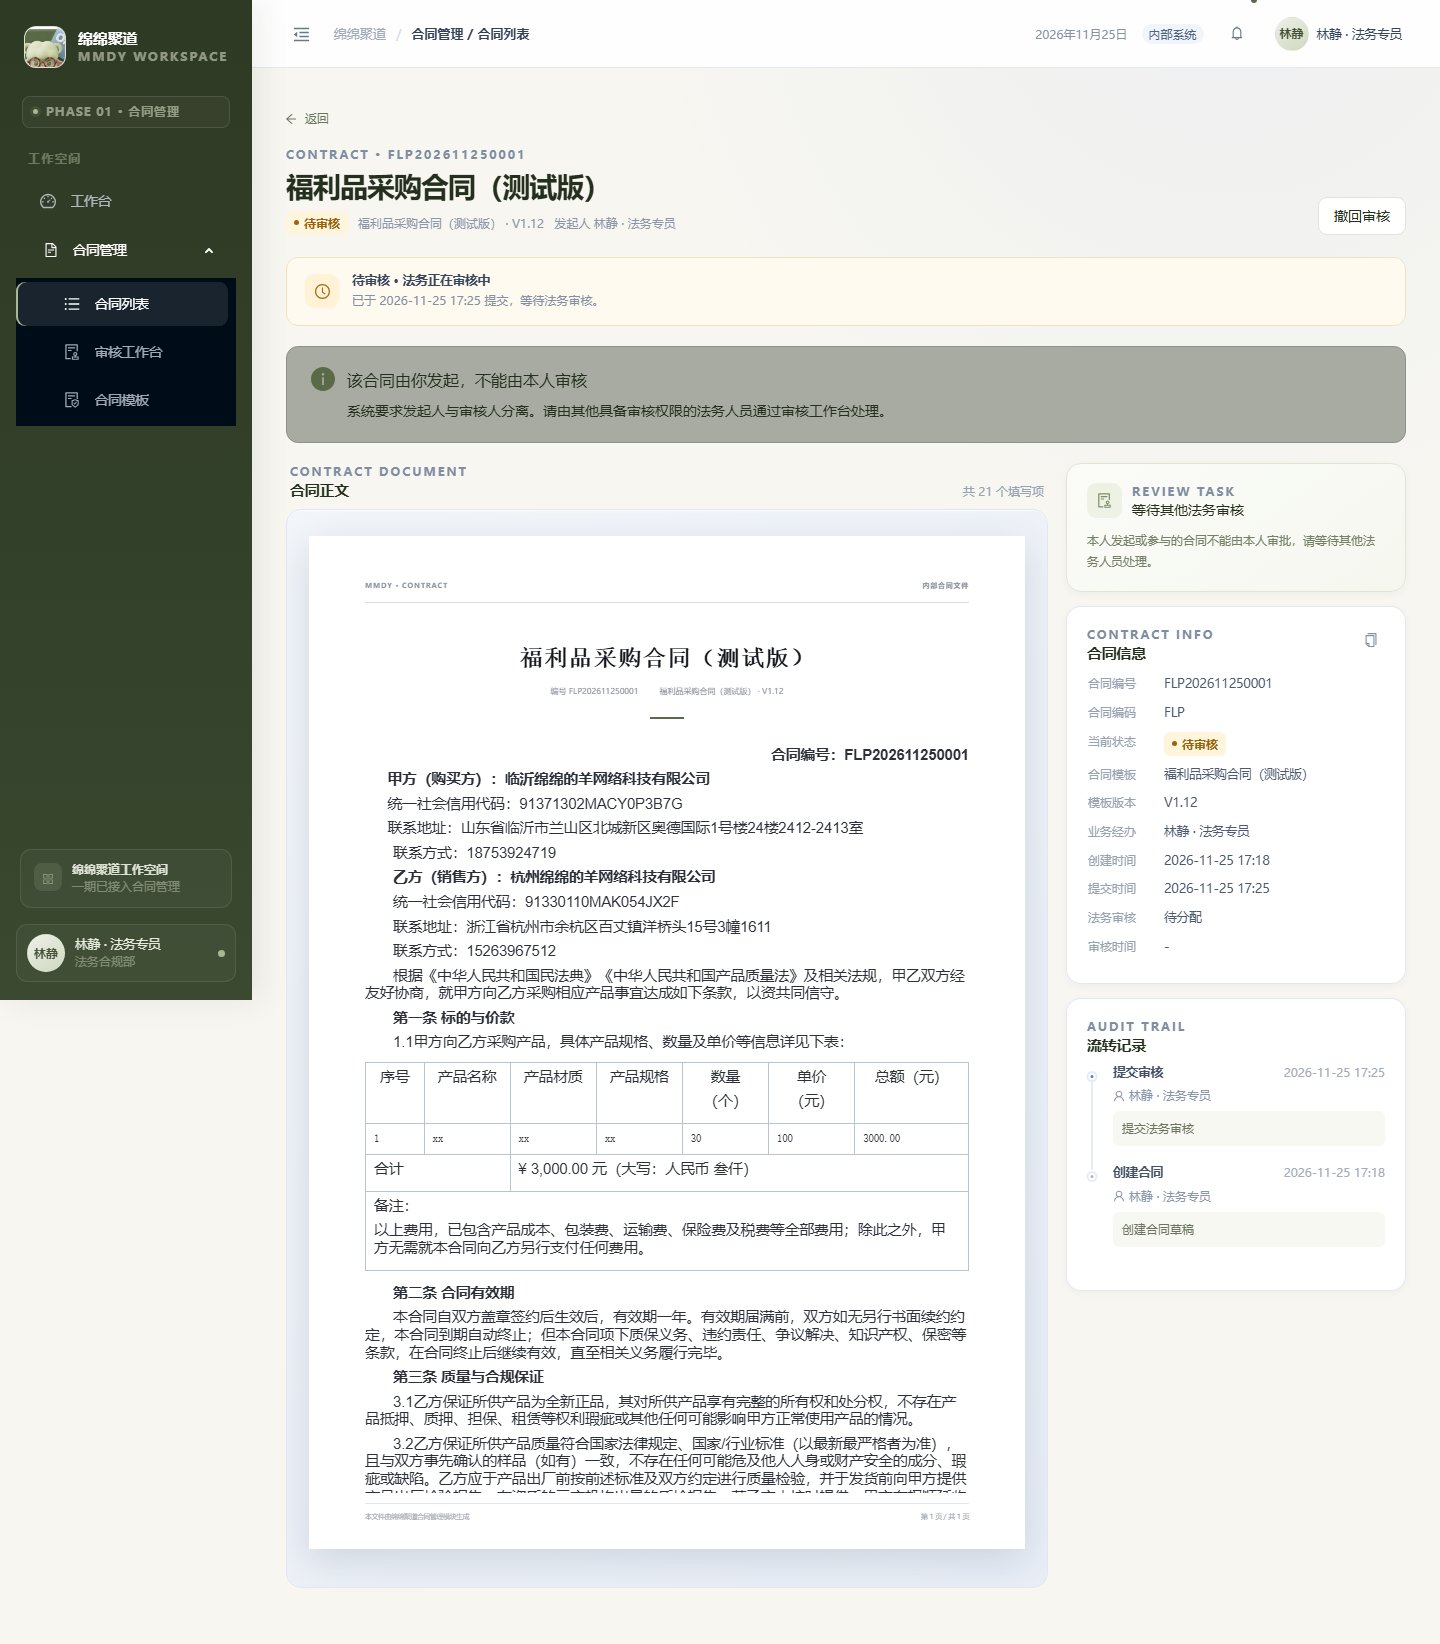 绵绵聚道
MMDY WORKSPACE
PHASE 01 • 合同管理
工作空间
工作台
合同管理
合同列表
审核工作台
合同模板
绵绵聚道工作空间
一期已接入合同管理
林静
林静 · 法务专员
法务合规部
绵绵聚道 / 合同管理 / 合同列表
2026年11月25日
内部系统
林静
林静 · 法务专员
返回
CONTRACT • FLP202611250001
福利品采购合同（测试版）
待审核
福利品采购合同（测试版） · V1.12
发起人 林静 · 法务专员
撤回审核
待审核 • 法务正在审核中
已于 2026-11-25 17:25 提交，等待法务审核。
该合同由你发起，不能由本人审核
系统要求发起人与审核人分离。请由其他具备审核权限的法务人员通过审核工作台处理。
CONTRACT DOCUMENT
合同正文
共 21 个填写项
MMDY • CONTRACT
内部合同文件
福利品采购合同（测试版）
编号 FLP202611250001
福利品采购合同（测试版） · V1.12
合同编号：FLP202611250001
甲方（购买方）：临沂绵绵的羊网络科技有限公司
统一社会信用代码：91371302MACY0P3B7G
联系地址：山东省临沂市兰山区北城新区奥德国际1号楼24楼2412-2413室
联系方式：18753924719
乙方（销售方）：杭州绵绵的羊网络科技有限公司
统一社会信用代码：91330110MAK054JX2F
联系地址：浙江省杭州市余杭区百丈镇洋桥头15号3幢1611
联系方式：15263967512
根据《中华人民共和国民法典》《中华人民共和国产品质量法》及相关法规，甲乙双方经
友好协商，就甲方向乙方采购相应产品事宜达成如下条款，以资共同信守。
第一条 标的与价款
1.1甲方向乙方采购产品，具体产品规格、数量及单价等信息详见下表：
序号 产品名称 产品材质 产品规格 数量 单价 总额（元）
（个） （元）
1 xx xx xx 30 100 3000.00
合计 ¥ 3,000.00 元（大写：人民币 叁仟）
备注：
以上费用，已包含产品成本、包装费、运输费、保险费及税费等全部费用；除此之外，甲
方无需就本合同向乙方另行支付任何费用。
第二条 合同有效期
本合同自双方盖章签约后生效后，有效期一年。有效期届满前，双方如无另行书面续约约
定，本合同到期自动终止；但本合同项下质保义务、违约责任、争议解决、知识产权、保密等
条款，在合同终止后继续有效，直至相关义务履行完毕。
第三条 质量与合规保证
3.1乙方保证所供产品为全新正品，其对所供产品享有完整的所有权和处分权，不存在产
品抵押、质押、担保、租赁等权利瑕疵或其他任何可能影响甲方正常使用产品的情况。
3.2乙方保证所供产品质量符合国家法律规定、国家/行业标准（以最新最严格者为准），
且与双方事先确认的样品（如有）一致，不存在任何可能危及他人人身或财产安全的成分、瑕
疵或缺陷。乙方应于产品出厂前按前述标准及双方约定进行质量检验，并于发货前向甲方提供
本文件由绵绵聚道合同管理模块生成
第 1 页 / 共 1 页
REVIEW TASK
等待其他法务审核
本人发起或参与的合同不能由本人审批，请等待其他法
务人员处理。
CONTRACT INFO
合同信息
合同编号 FLP202611250001
合同编码 FLP
当前状态 待审核
合同模板 福利品采购合同（测试版）
模板版本 V1.12
业务经办 林静 · 法务专员
创建时间 2026-11-25 17:18
提交时间 2026-11-25 17:25
法务审核 待分配
审核时间 -
AUDIT TRAIL
流转记录
提交审核 2026-11-25 17:25
林静 · 法务专员
提交法务审核
创建合同 2026-11-25 17:18
林静 · 法务专员
创建合同草稿